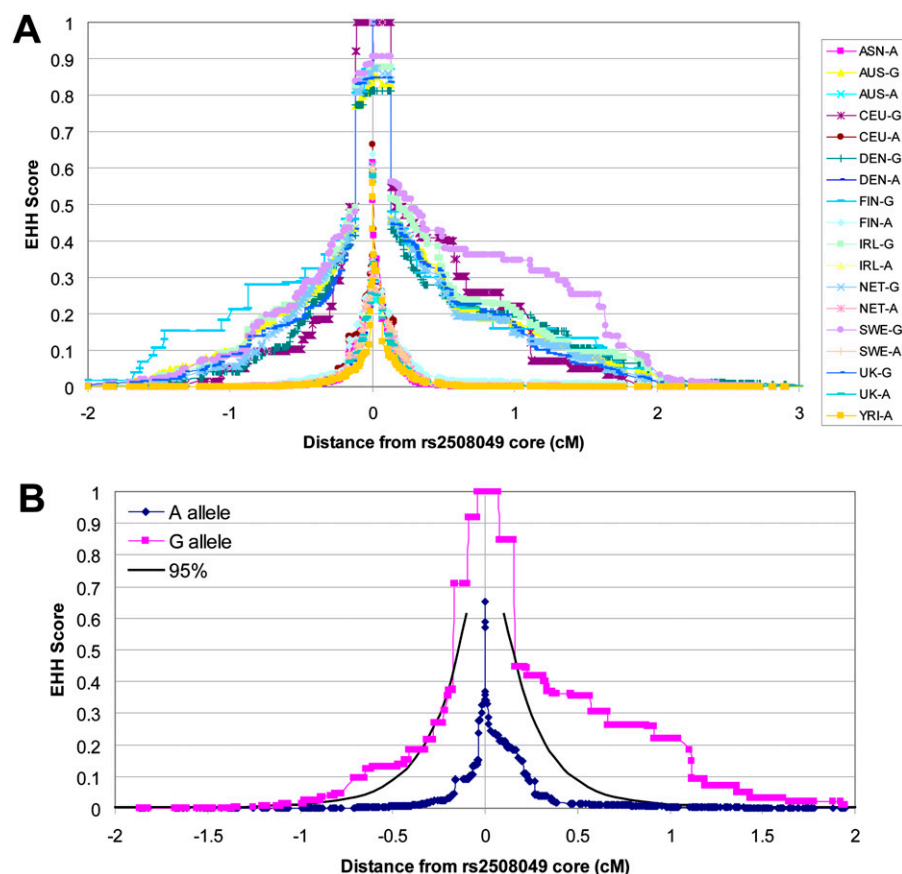 A
EHH Score
1
0.9
0.8
0.7
0.6
0.5
0.4
0.3
0.2
0.1
0
-2
-1
0
1
2
3
Distance from rs2508049 core (cM)
ASN-A
AUS-G
AUS-A
CEU-G
CEU-A
DEN-G
DEN-A
FIN-G
FIN-A
IRL-G
IRL-A
NET-G
NET-A
SWE-G
SWE-A
UK-G
UK-A
YRI-A
B
EHH Score
1
0.9
0.8
0.7
0.6
0.5
0.4
0.3
0.2
0.1
0
A allele
G allele
95%
-2
-1.5
-1
-0.5
0
0.5
1
1.5
2
Distance from rs2508049 core (cM)